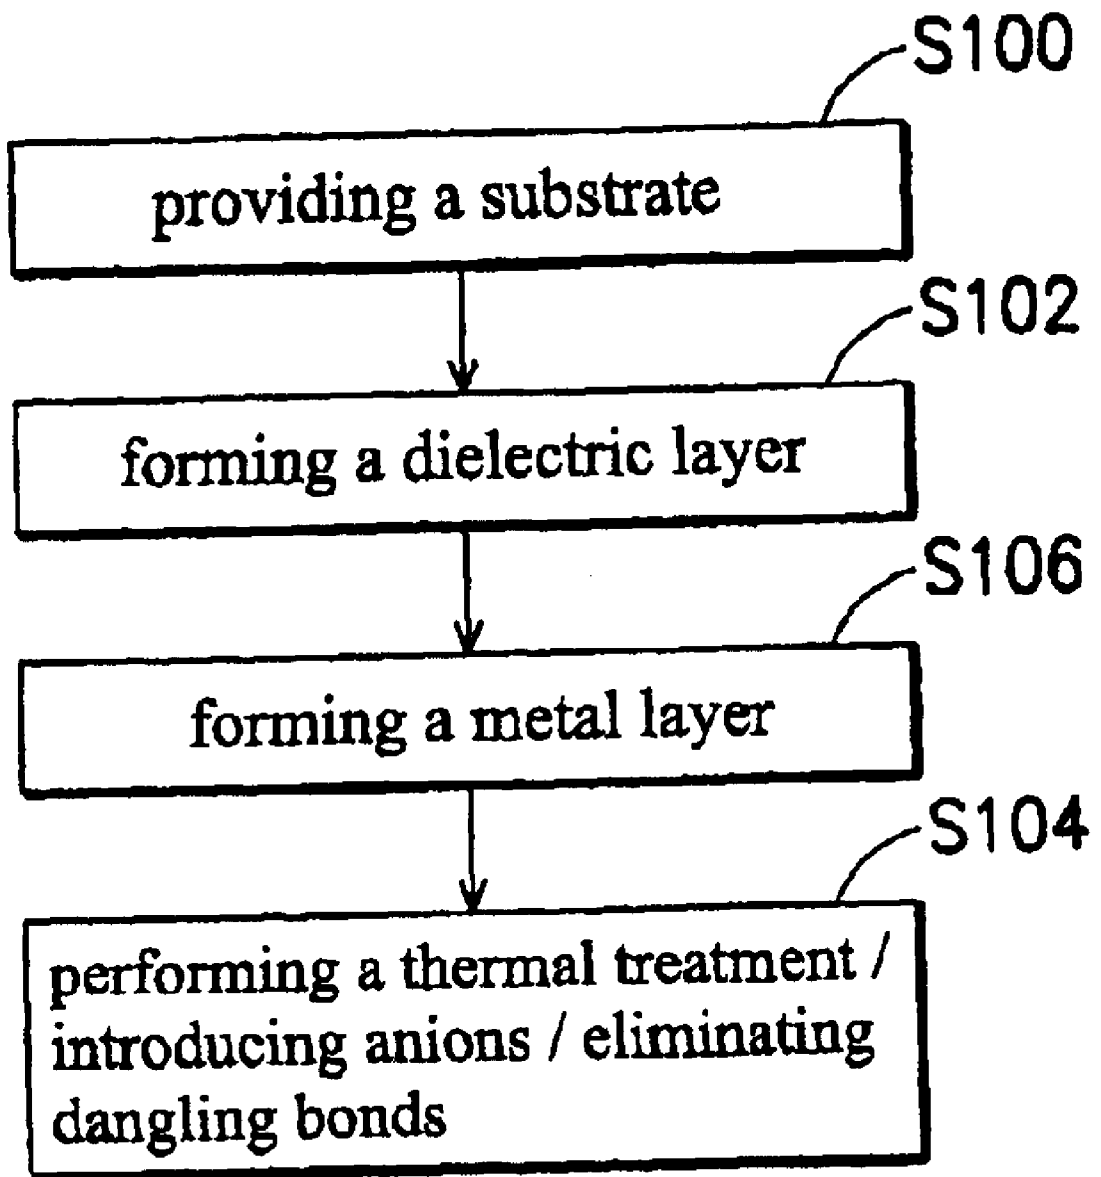 S100
providing a substrate
S102
forming a dielectric layer
S106
forming a metal layer
S104
performing a thermal treatment /
introducing anions / eliminating
dangling bonds